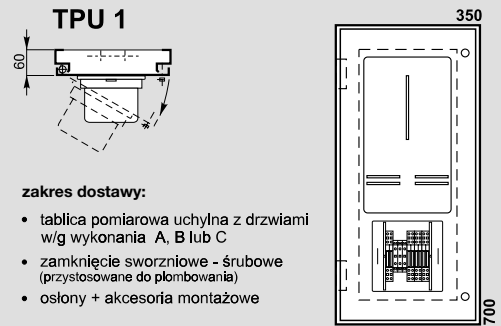 TPU 1
350
60
zakres dostawy:
• tablica pomiarowa uchylna z drzwiami
w/g wykonania A, B lub C
• zamknięcie sworzniowe - śrubowe
(przystosowane do plombowania)
• osłony + akcesoria montażowe
700